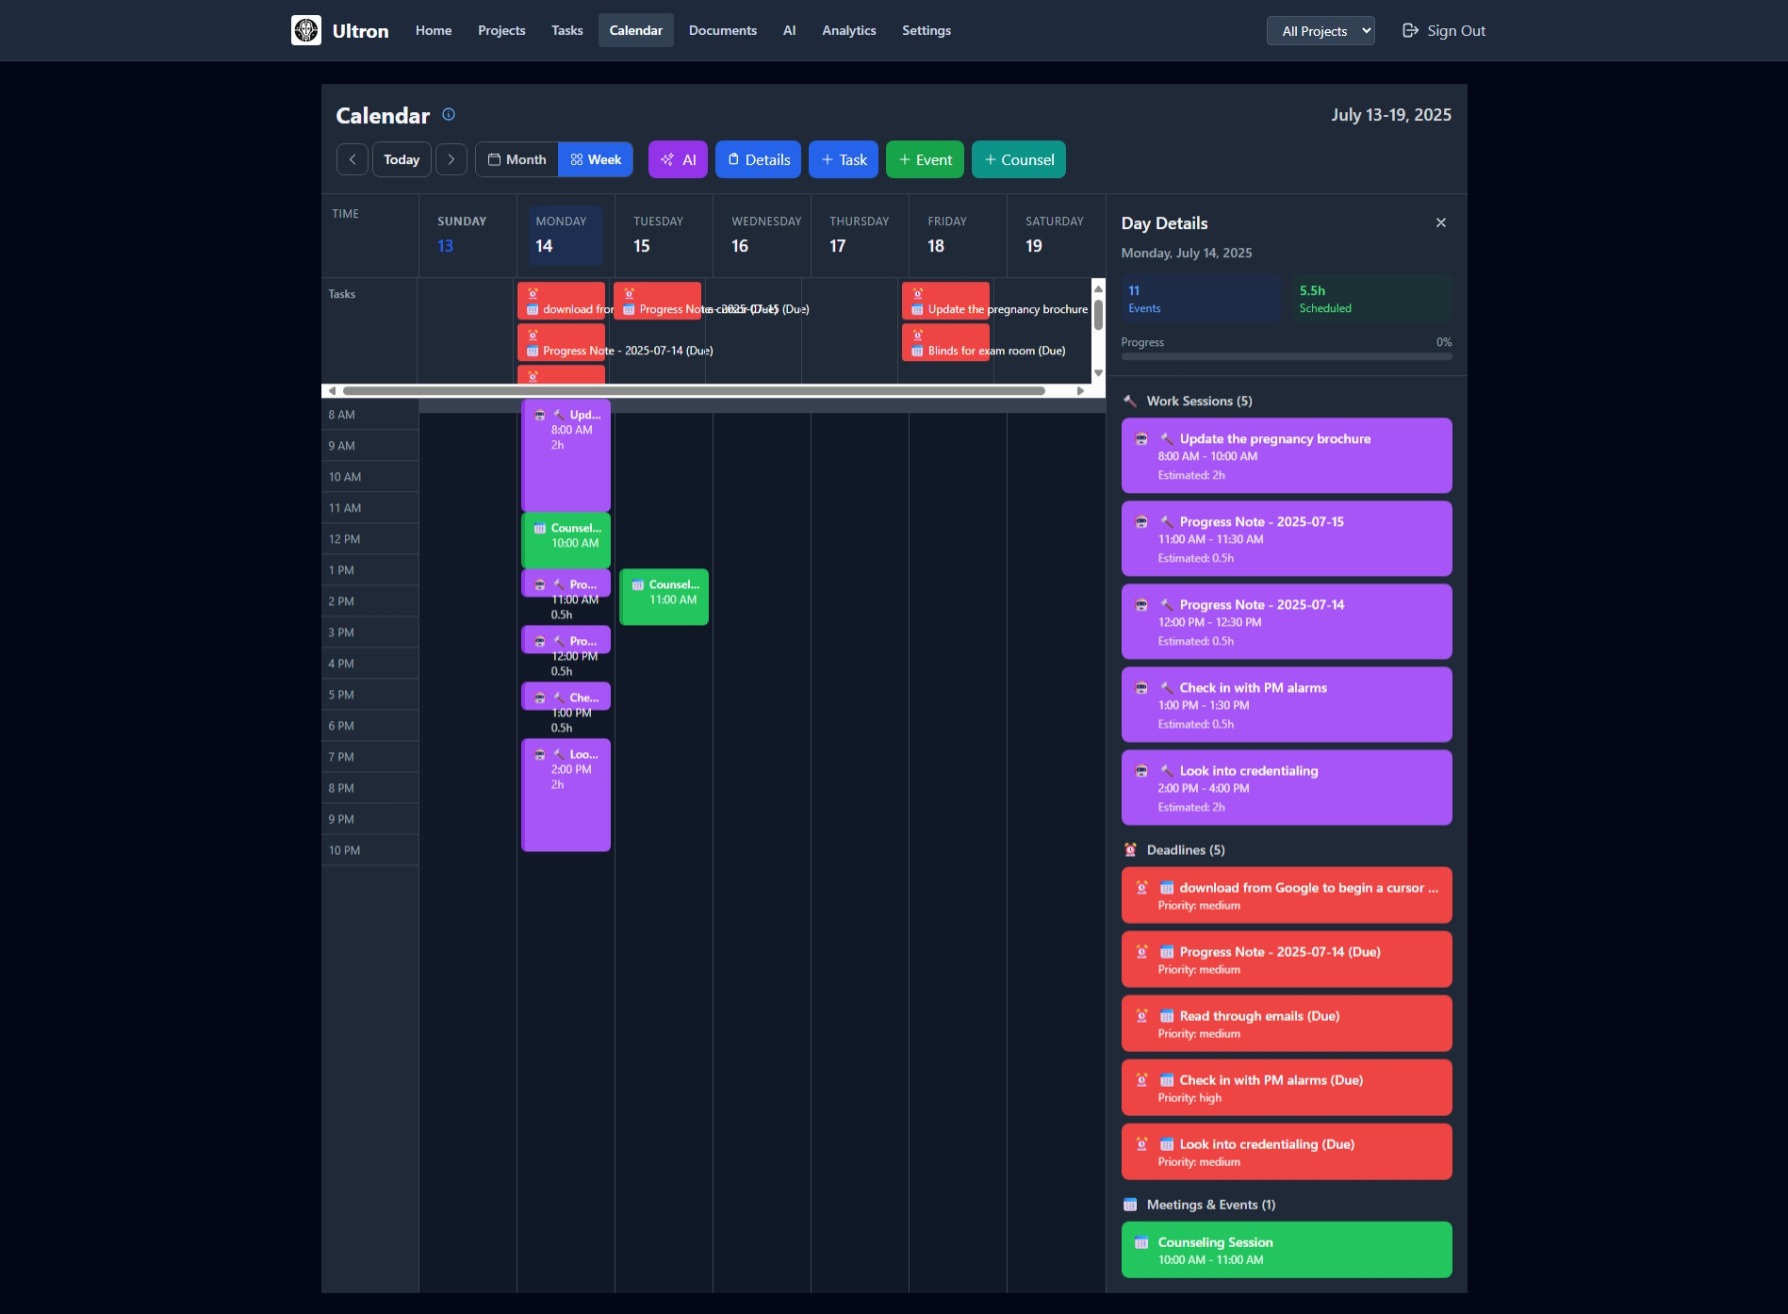 Ultron Home Projects Tasks Calendar Documents AI Analytics Settings All Projects Sign Out
Calendar July 13-19, 2025
Today Month Week AI Details + Task + Event + Counsel
TIME
SUNDAY
13
MONDAY
14
TUESDAY
15
WEDNESDAY
16
THURSDAY
17
FRIDAY
18
SATURDAY
19
Tasks
download from
Progress Note - 2025-07-14 (Due)
Progress Note
Update the pregnancy brochure
Blinds for exam room (Due)
8 AM
9 AM
10 AM
11 AM
12 PM
1 PM
2 PM
3 PM
4 PM
5 PM
6 PM
7 PM
8 PM
9 PM
10 PM
Upd...
8:00 AM
2h
Counsel...
10:00 AM
Pro...
11:00 AM
0.5h
Pro...
12:00 PM
0.5h
Che...
1:00 PM
0.5h
Loo...
2:00 PM
2h
Counsel...
11:00 AM
Day Details
Monday, July 14, 2025
11
Events
5.5h
Scheduled
Progress 0%
Work Sessions (5)
Update the pregnancy brochure
8:00 AM - 10:00 AM
Estimated: 2h
Progress Note - 2025-07-15
11:00 AM - 11:30 AM
Estimated: 0.5h
Progress Note - 2025-07-14
12:00 PM - 12:30 PM
Estimated: 0.5h
Check in with PM alarms
1:00 PM - 1:30 PM
Estimated: 0.5h
Look into credentialing
2:00 PM - 4:00 PM
Estimated: 2h
Deadlines (5)
download from Google to begin a cursor ...
Priority: medium
Progress Note - 2025-07-14 (Due)
Priority: medium
Read through emails (Due)
Priority: medium
Check in with PM alarms (Due)
Priority: high
Look into credentialing (Due)
Priority: medium
Meetings & Events (1)
Counseling Session
10:00 AM - 11:00 AM